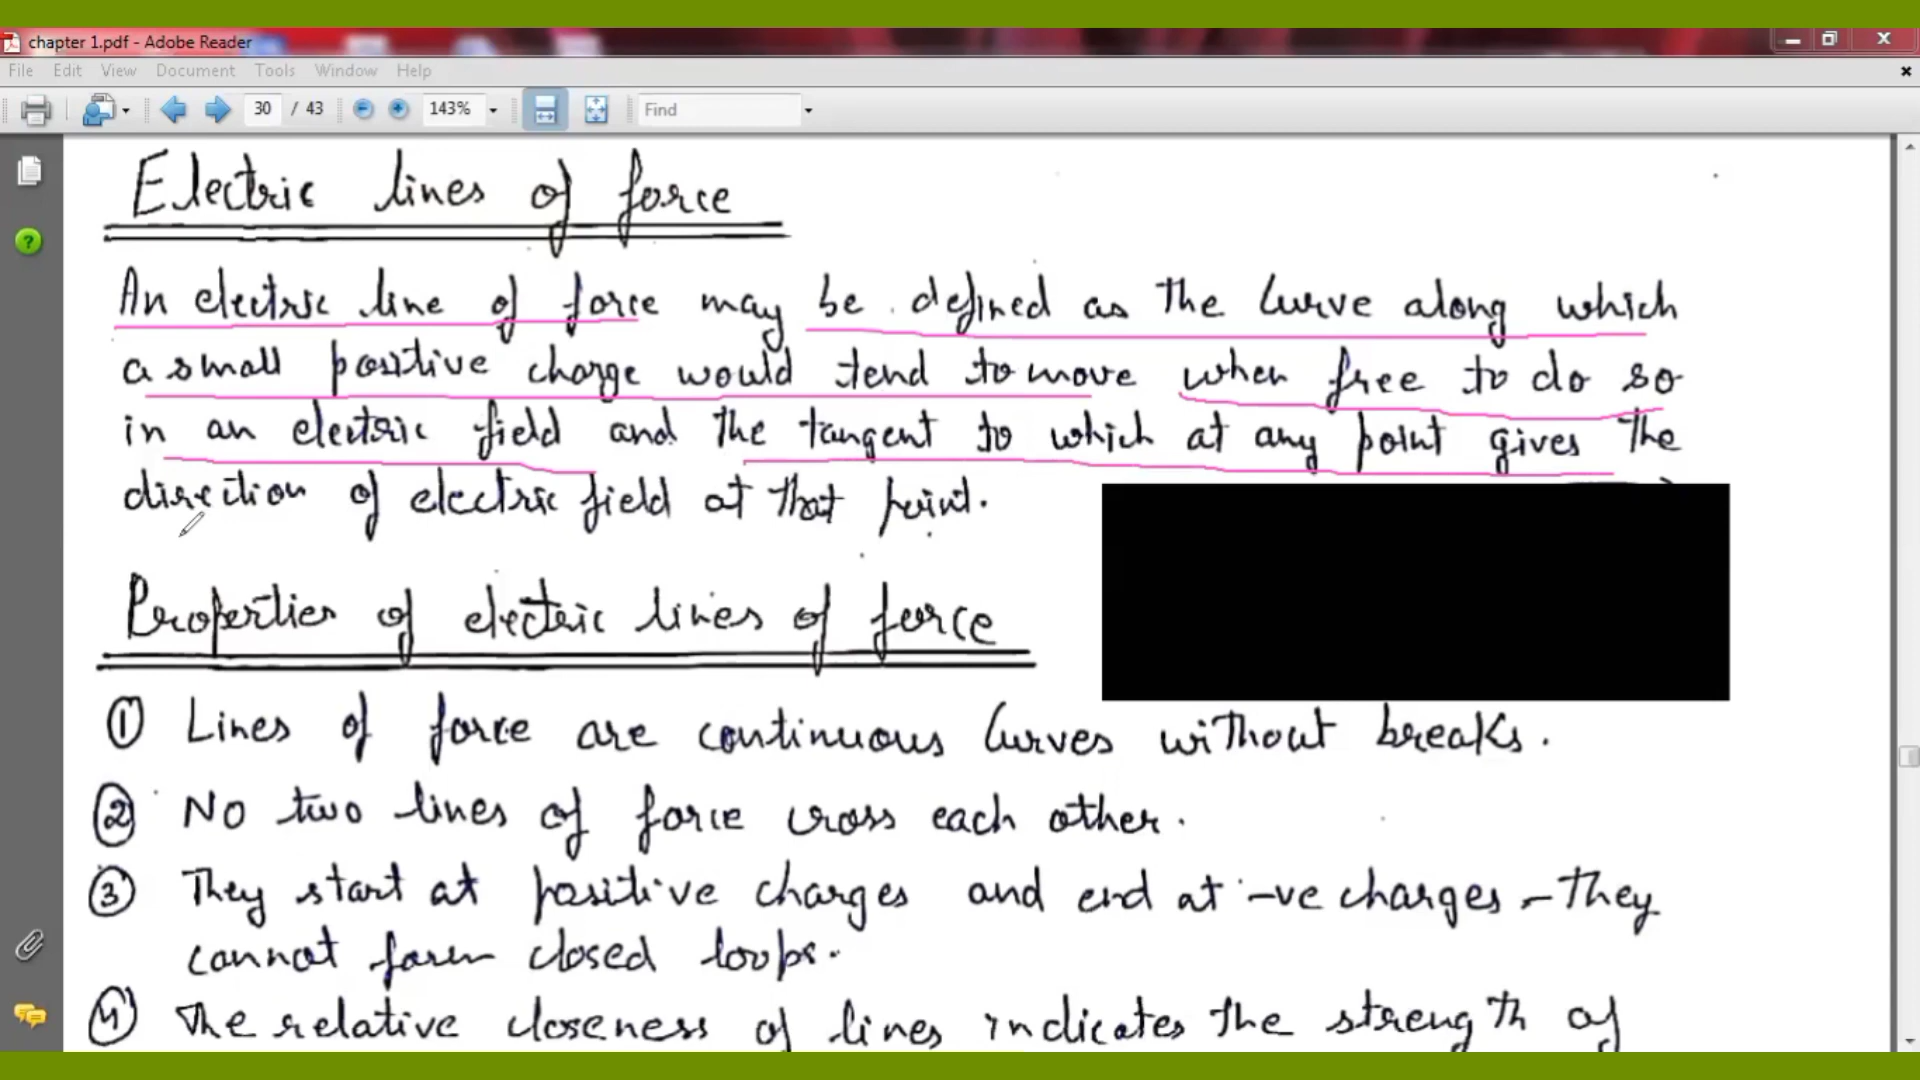 chapter 1.pdf - Adobe Reader
File Edit View Document Tools Window Help
30 / 43 143% Find
Electric lines of force
An electric line of force may be defined as the curve along which
a small positive charge would tend to move when free to do so
in an electric field and the tangent to which at any point gives the
direction of electric field at that point.
Properties of electric lines of force
① Lines of force are continuous curves without breaks.
② No two lines of force cross each other.
③ They start at positive charges and end at -ve charges - They
cannot form closed loops.
④ The relative closeness of lines indicates the strength of